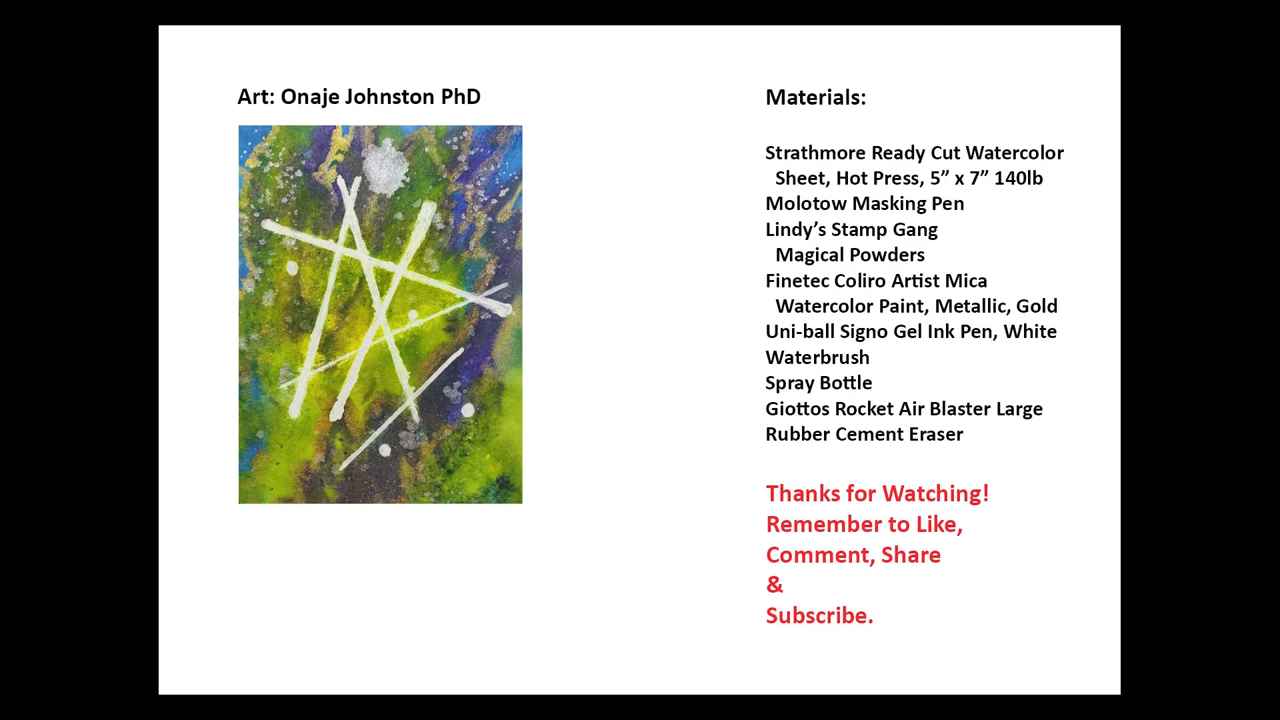 Art: Onaje Johnston PhD
Materials:
Strathmore Ready Cut Watercolor
Sheet, Hot Press, 5” x 7” 140lb
Molotow Masking Pen
Lindy’s Stamp Gang
Magical Powders
Finetec Coliro Artist Mica
Watercolor Paint, Metallic, Gold
Uni-ball Signo Gel Ink Pen, White
Waterbrush
Spray Bottle
Giottos Rocket Air Blaster Large
Rubber Cement Eraser
Thanks for Watching!
Remember to Like,
Comment, Share
&
Subscribe.